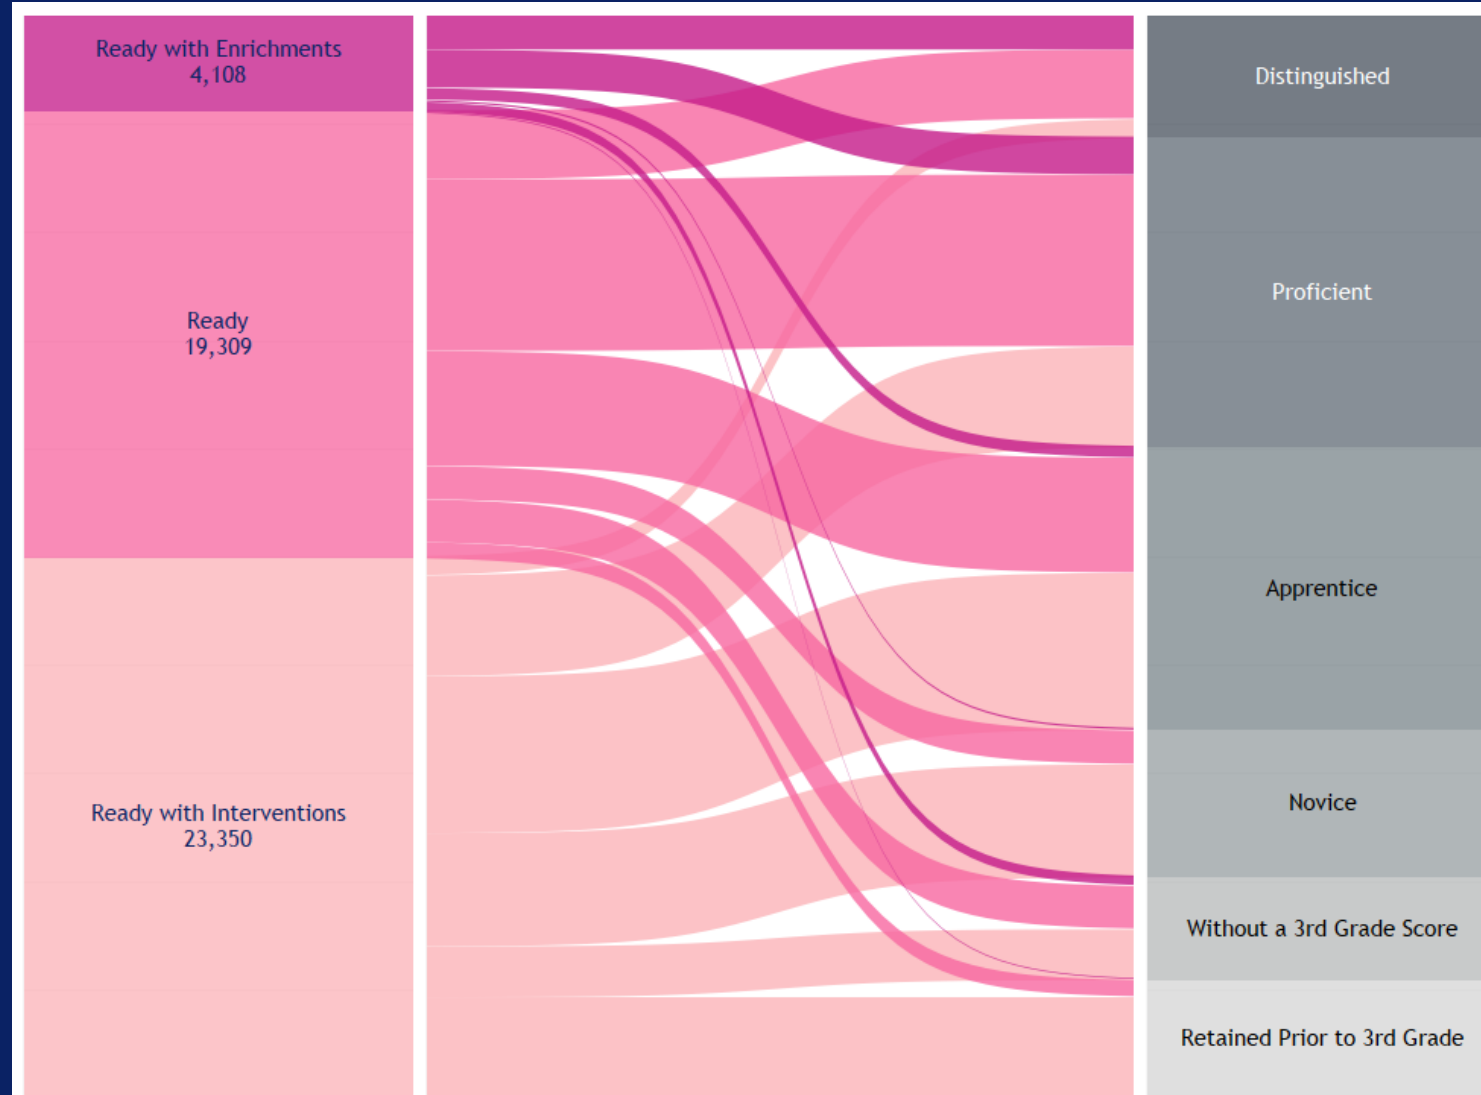 Ready with Enrichments
4,108
Ready
19,309
Ready with Interventions
23,350
Distinguished
Proficient
Apprentice
Novice
Without a 3rd Grade Score
Retained Prior to 3rd Grade